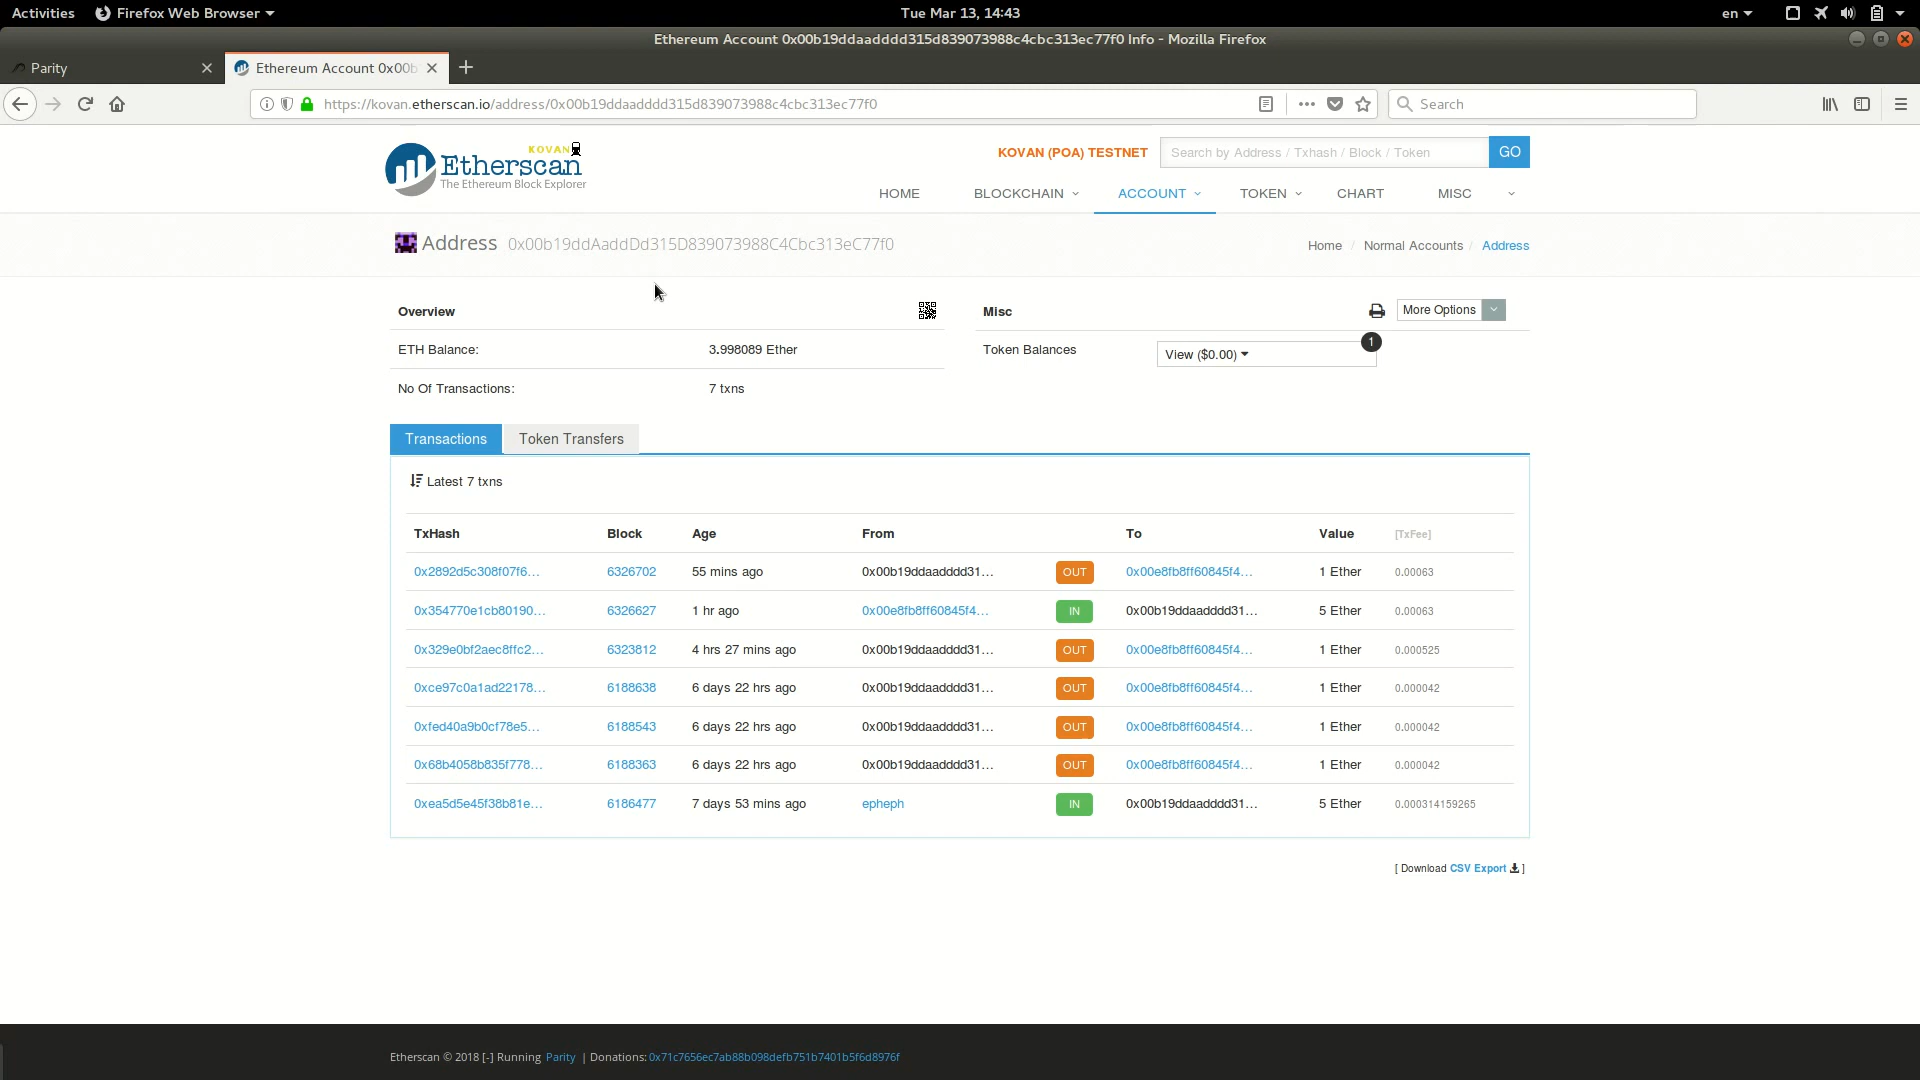 Activities Firefox Web Browser Tue Mar 13, 14:43 en
Ethereum Account 0x00b19ddaadddd315d839073988c4cbc313ec77f0 Info - Mozilla Firefox
Parity Ethereum Account 0x00b
https://kovan.etherscan.io/address/0x00b19ddaadddd315d839073988c4cbc313ec77f0 Search
KOVAN
Etherscan
The Ethereum Block Explorer
KOVAN (POA) TESTNET Search by Address / Txhash / Block / Token GO
HOME BLOCKCHAIN ACCOUNT TOKEN CHART MISC
Address 0x00b19ddAaddDd315D839073988C4Cbc313eC77f0 Home / Normal Accounts / Address
Overview Misc More Options
ETH Balance: 3.998089 Ether Token Balances View ($0.00) 1
No Of Transactions: 7 txns
Transactions Token Transfers
Latest 7 txns
TxHash Block Age From To Value [TxFee]
0x2892d5c308f07f6... 6326702 55 mins ago 0x00b19ddaadddd31... OUT 0x00e8fb8ff60845f4... 1 Ether 0.00063
0x354770e1cb80190... 6326627 1 hr ago 0x00e8fb8ff60845f4... IN 0x00b19ddaadddd31... 5 Ether 0.00063
0x329e0bf2aec8ffc2... 6323812 4 hrs 27 mins ago 0x00b19ddaadddd31... OUT 0x00e8fb8ff60845f4... 1 Ether 0.000525
0xce97c0a1ad22178... 6188638 6 days 22 hrs ago 0x00b19ddaadddd31... OUT 0x00e8fb8ff60845f4... 1 Ether 0.000042
0xfed40a9b0cf78e5... 6188543 6 days 22 hrs ago 0x00b19ddaadddd31... OUT 0x00e8fb8ff60845f4... 1 Ether 0.000042
0x68b4058b835f778... 6188363 6 days 22 hrs ago 0x00b19ddaadddd31... OUT 0x00e8fb8ff60845f4... 1 Ether 0.000042
0xea5d5e45f38b81e... 6186477 7 days 53 mins ago epheph IN 0x00b19ddaadddd31... 5 Ether 0.000314159265
[ Download CSV Export ]
Etherscan © 2018 [-] Running Parity | Donations: 0x71c7656ec7ab88b098defb751b7401b5f6d8976f